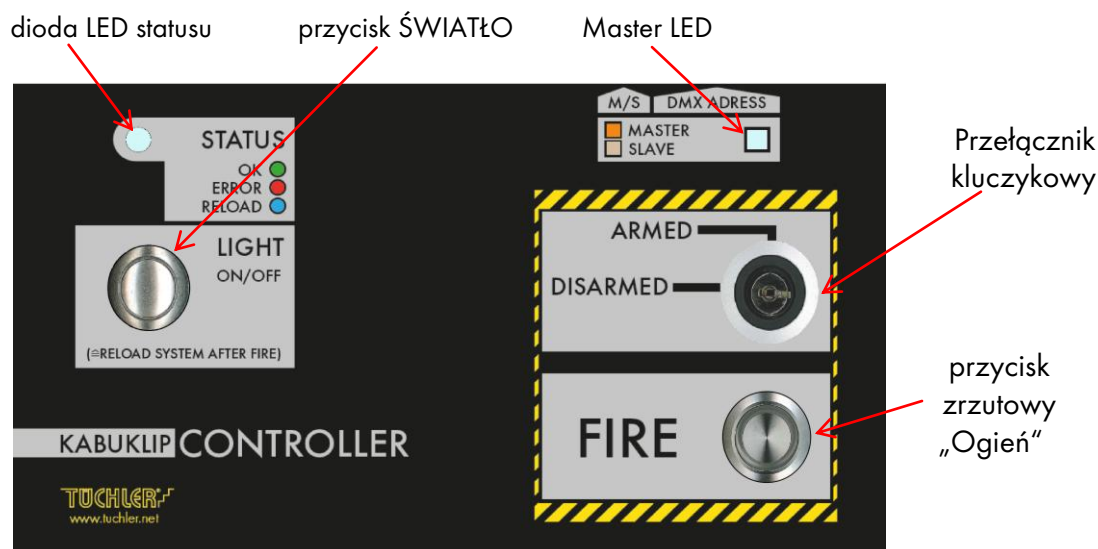 dioda LED statusu
przycisk ŚWIATŁO
Master LED
M/S
DMX ADRESS
MASTER
SLAVE
STATUS
OK
ERROR
RELOAD
LIGHT
ON/OFF
(≙RELOAD SYSTEM AFTER FIRE)
Przełącznik
kluczykowy
ARMED
DISARMED
przycisk
zrzutowy
„Ogień“
FIRE
KABUKLIP CONTROLLER
TÜCHLER
www.tuchler.net